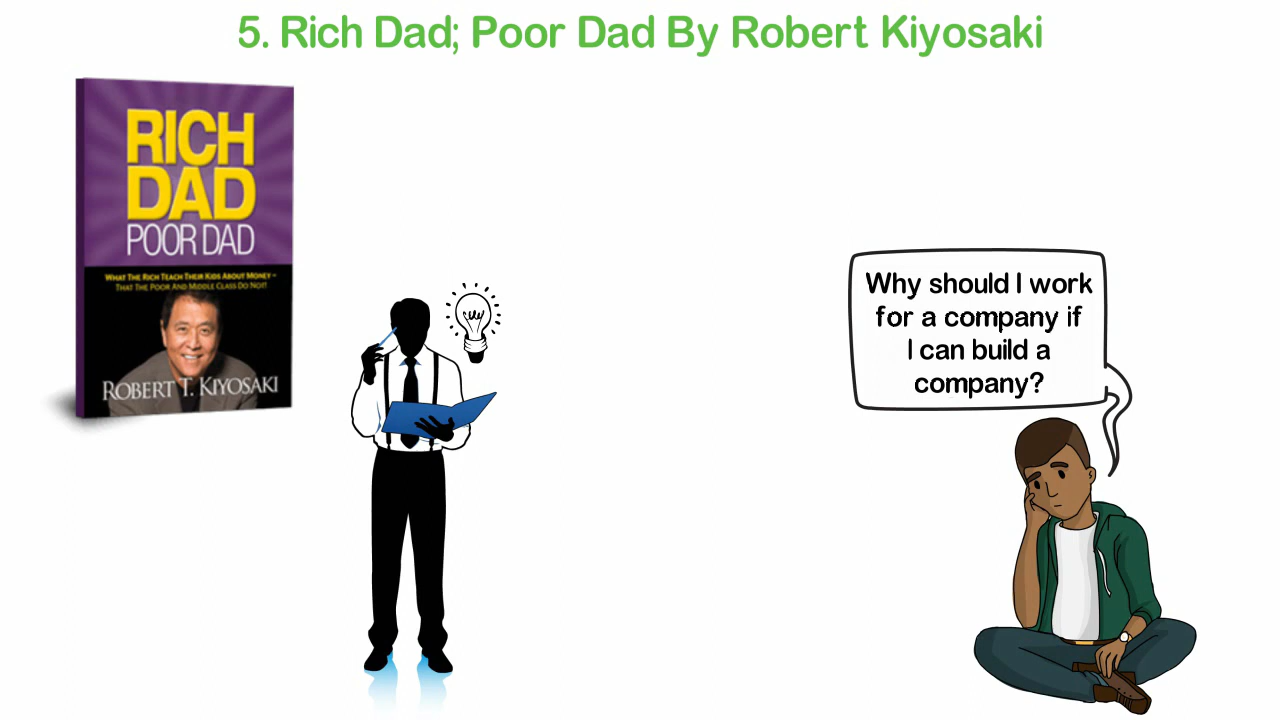 5. Rich Dad; Poor Dad By Robert Kiyosaki
RICH
DAD
POOR DAD
WHAT THE RICH TEACH THEIR KIDS ABOUT MONEY –
THAT THE POOR AND MIDDLE CLASS DO NOT!
ROBERT T. KIYOSAKI
Why should I work
for a company if
I can build a
company?